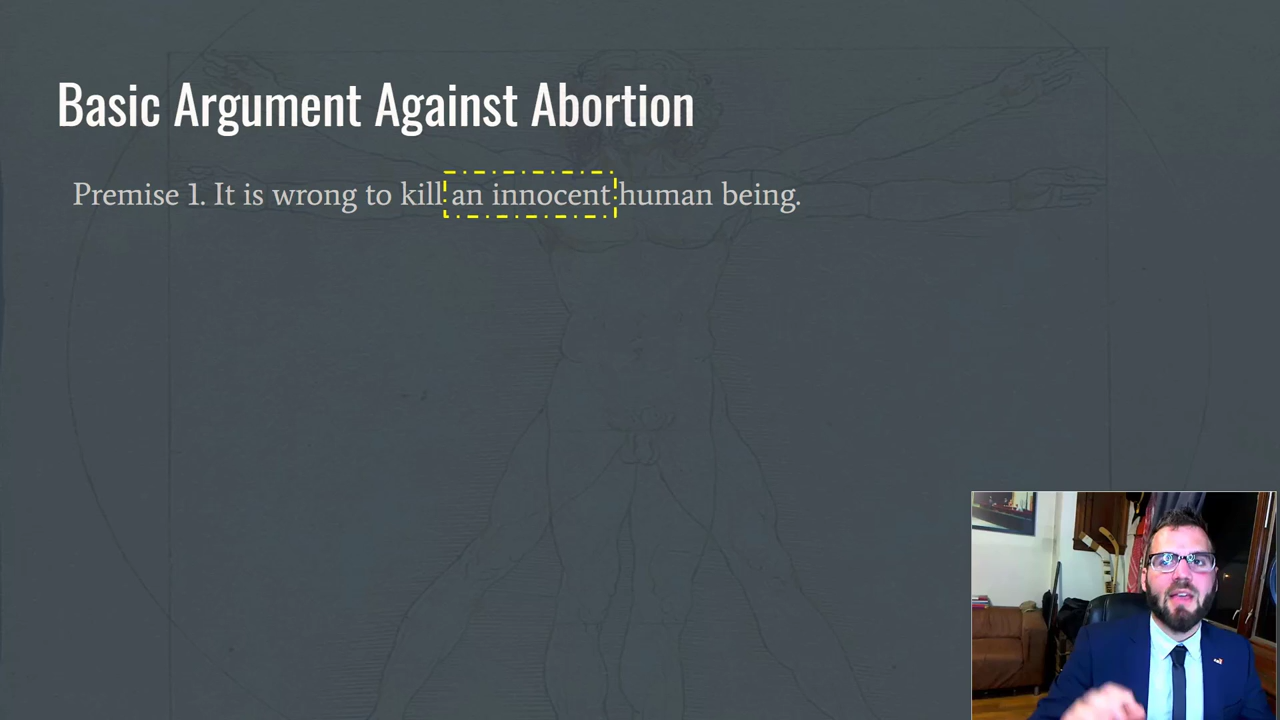 Basic Argument Against Abortion
Premise 1. It is wrong to kill an innocent human being.